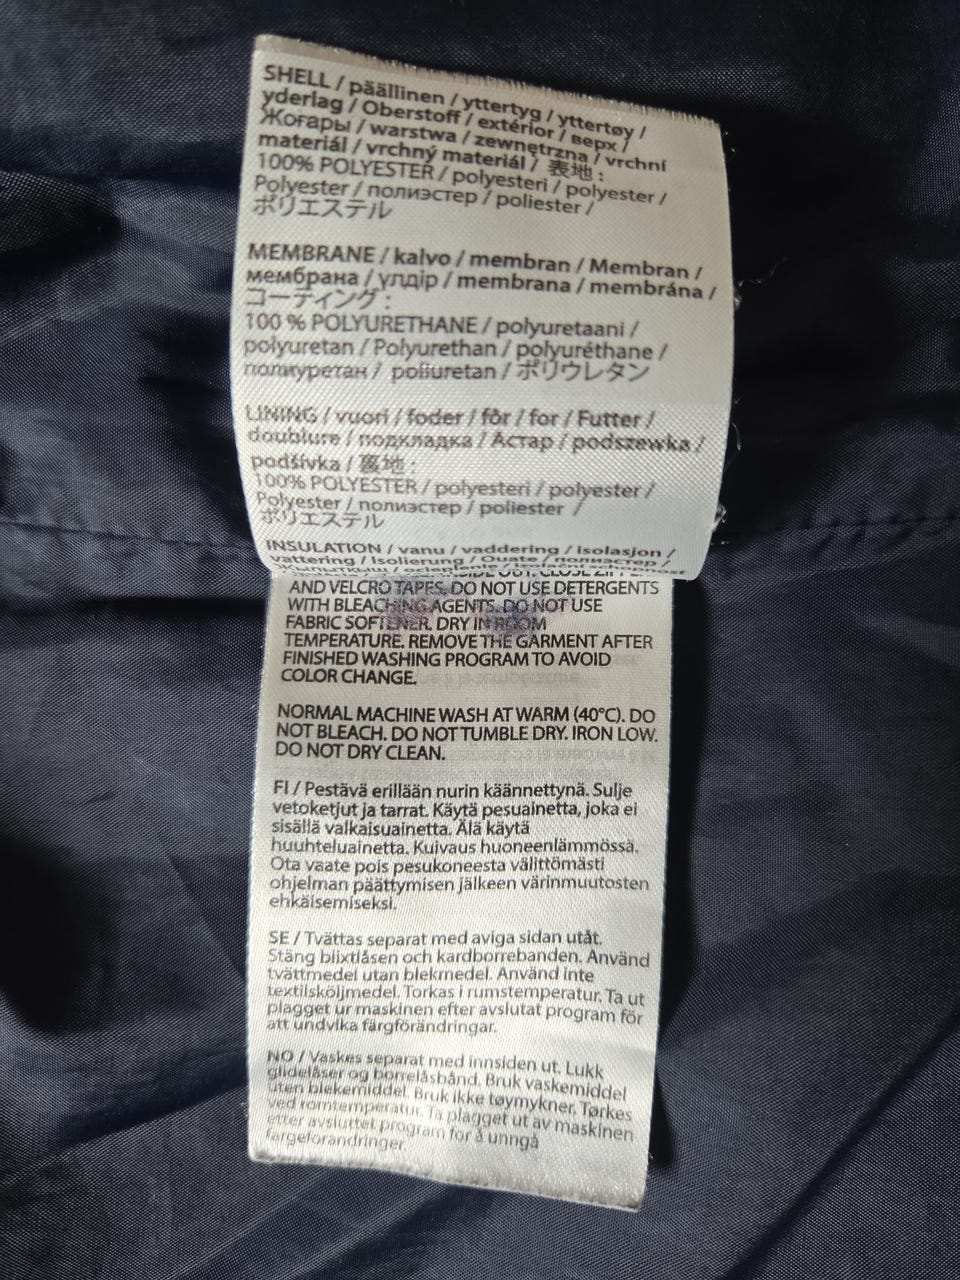 SHELL / päällinen / yttertyg / yttertøy /
yderlag / Oberstoff / extérior / верх /
Жоғары / warstwa / zewnętrzna / vrchní
materiál / vrchný materiál / 表地 :
100% POLYESTER / polyesteri / polyester /
Polyester / полиэстер / poliester /
ポリエステル
MEMBRANE / kalvo / membran / Membran /
мембрана / үлдір / membrana / membrána /
コーティング :
100 % POLYURETHANE / polyuretaani /
polyuretan / Polyurethan / polyuréthane /
полиуретан / poliuretan / ポリウレタン
LINING / vuori / foder / fôr / for / Futter /
doublure / подкладка / Астар / podszewka /
podšívka / 裏地 :
100% POLYESTER / polyesteri / polyester /
Polyester / полиэстер / poliester /
ポリエステル
INSULATION / vanu / vaddering / isolasjon /
vattering / Isolierung / Ouate / полиэстер /
INSIDE OUT. CLOSE
AND VELCRO TAPES. DO NOT USE DETERGENTS
WITH BLEACHING AGENTS. DO NOT USE
FABRIC SOFTENER. DRY IN ROOM
TEMPERATURE. REMOVE THE GARMENT AFTER
FINISHED WASHING PROGRAM TO AVOID
COLOR CHANGE.
NORMAL MACHINE WASH AT WARM (40°C). DO
NOT BLEACH. DO NOT TUMBLE DRY. IRON LOW.
DO NOT DRY CLEAN.
FI / Pestävä erillään nurin käännettynä. Sulje
vetoketjut ja tarrat. Käytä pesuainetta, joka ei
sisällä valkaisuainetta. Älä käytä
huuhteluainetta. Kuivaus huoneenlämmössä.
Ota vaate pois pesukoneesta välittömästi
ohjelman päättymisen jälkeen värinmuutosten
ehkäisemiseksi.
SE / Tvättas separat med aviga sidan utåt.
Stäng blixtlåsen och kardborrebanden. Använd
tvättmedel utan blekmedel. Använd inte
textilsköljmedel. Torkas i rumstemperatur. Ta ut
plagget ur maskinen efter avslutat program för
att undvika färgförändringar.
NO / Vaskes separat med innsiden ut. Lukk
glidelåser og borrelåsbånd. Bruk vaskemiddel
uten blekemiddel. Bruk ikke tøymykner. Tørkes
ved romtemperatur. Ta plagget ut av maskinen
etter avsluttet program for å unngå
fargeforandringer.